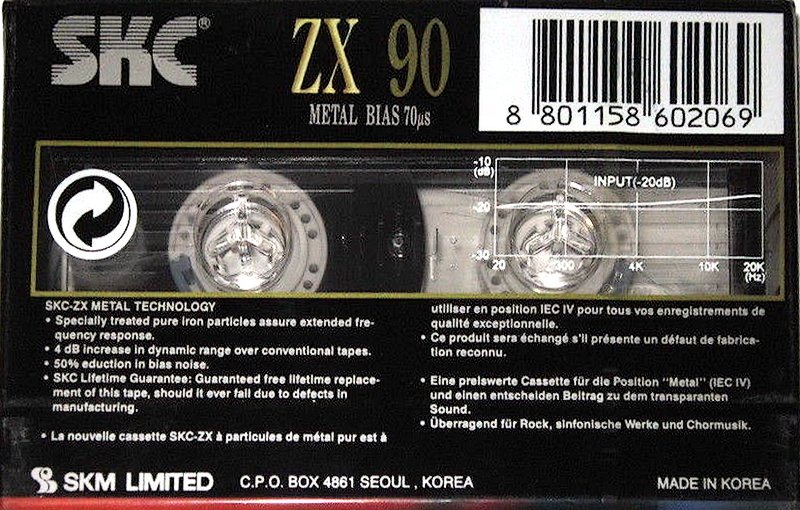 SKC®
ZX 90
METAL BIAS 70µs
8 801158 602069
-10
(dB)
INPUT(-20dB)
-20
-30
20 500 4K 10K 20K
(Hz)
SKC-ZX METAL TECHNOLOGY
• Specially treated pure iron particles assure extended fre-
quency response.
• 4 dB increase in dynamic range over conventional tapes.
• 50% eduction in bias noise.
• SKC Lifetime Guarantee: Guaranteed free lifetime replace-
ment of this tape, should it ever fail due to defects in
manufacturing.
• La nouvelle cassette SKC-ZX à particules de métal pur est à
utiliser en position IEC IV pour tous vos enregistrements de
qualité exceptionnelle.
• Ce produit sera échangé s'il présente un défaut de fabrica-
tion reconnu.
• Eine preiswerte Cassette für die Position "Metal" (IEC IV)
und einen entscheiden Beitrag zu dem transparanten
Sound.
• Überragend für Rock, sinfonische Werke und Chormusik.
SKM LIMITED C.P.O. BOX 4861 SEOUL , KOREA MADE IN KOREA